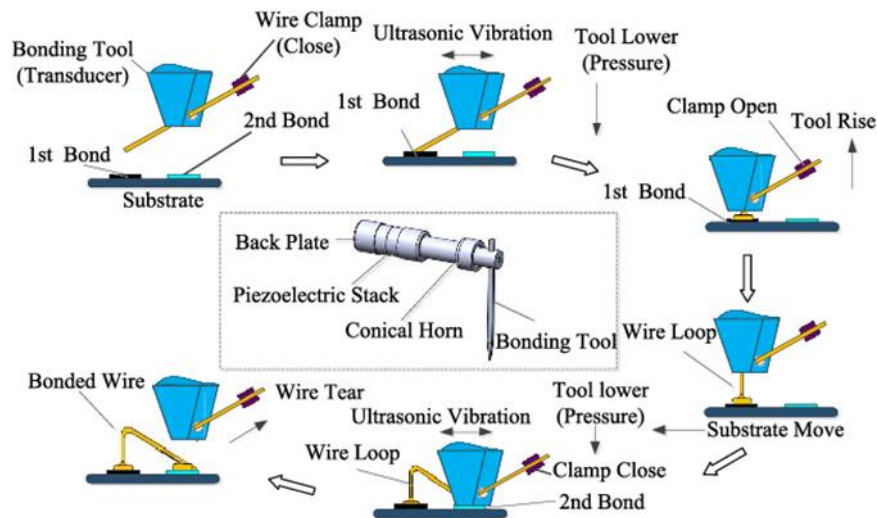 Wire Clamp
(Close)
Bonding Tool
(Transducer)
2nd Bond
1st Bond
Substrate
Ultrasonic Vibration
1st Bond
Tool Lower
(Pressure)
Clamp Open
Tool Rise
1st Bond
Back Plate
Piezoelectric Stack
Conical Horn
Bonding Tool
Wire Loop
Substrate Move
Tool lower
(Pressure)
Ultrasonic Vibration
Wire Loop
Clamp Close
2nd Bond
Bonded Wire
Wire Tear